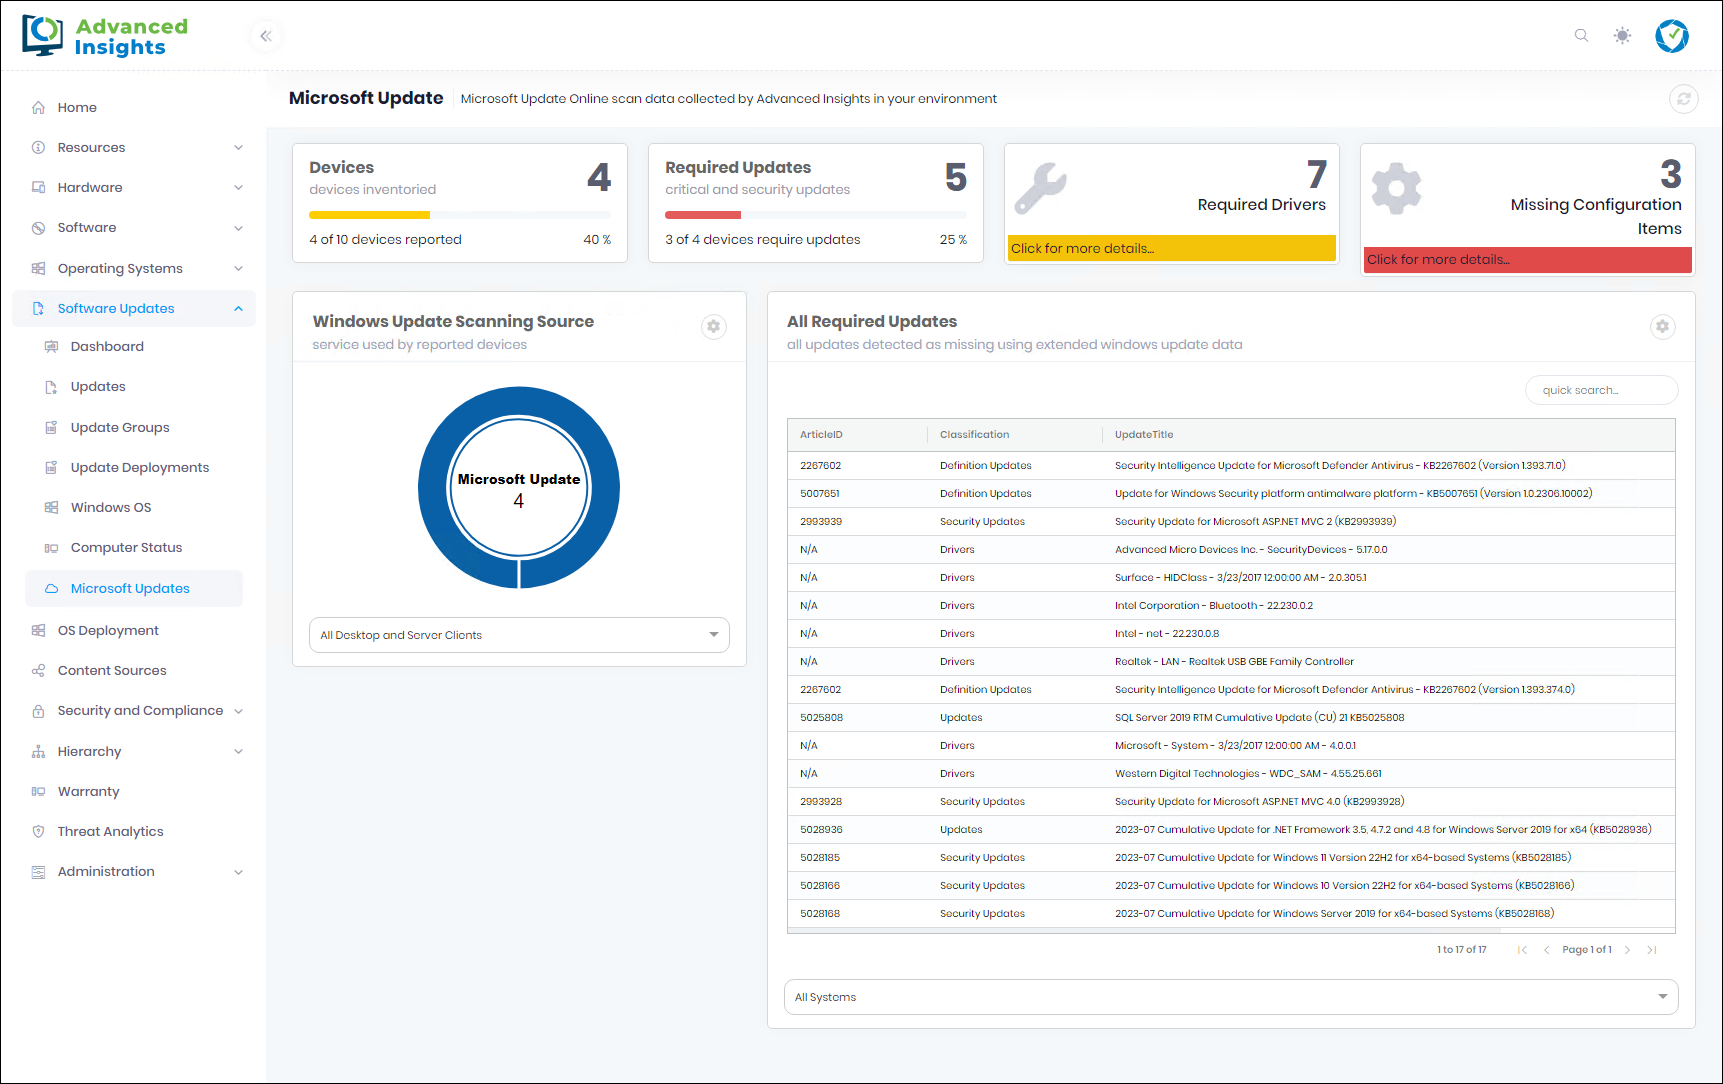 Advanced
Insights
Home
Resources
Hardware
Software
Operating Systems
Software Updates
Dashboard
Updates
Update Groups
Update Deployments
Windows OS
Computer Status
Microsoft Updates
OS Deployment
Content Sources
Security and Compliance
Hierarchy
Warranty
Threat Analytics
Administration
Microsoft Update
Microsoft Update Online scan data collected by Advanced Insights in your environment
Devices
4
devices inventoried
4 of 10 devices reported
40 %
Required Updates
5
critical and security updates
3 of 4 devices require updates
25 %
7
Required Drivers
Click for more details...
3
Missing Configuration
Items
Click for more details...
Windows Update Scanning Source
service used by reported devices
Microsoft Update
4
All Desktop and Server Clients
All Required Updates
all updates detected as missing using extended windows update data
quick search...
ArticleID Classification UpdateTitle
2267602 Definition Updates Security Intelligence Update for Microsoft Defender Antivirus - KB2267602 (Version 1.393.71.0)
5007651 Definition Updates Update for Windows Security platform antimalware platform - KB5007651 (Version 1.0.2306.10002)
2993939 Security Updates Security Update for Microsoft ASP.NET MVC 2 (KB2993939)
N/A Drivers Advanced Micro Devices Inc. - SecurityDevices - 5.17.0.0
N/A Drivers Surface - HIDClass - 3/23/2017 12:00:00 AM - 2.0.305.1
N/A Drivers Intel Corporation - Bluetooth - 22.230.0.2
N/A Drivers Intel - net - 22.230.0.8
N/A Drivers Realtek - LAN - Realtek USB GBE Family Controller
2267602 Definition Updates Security Intelligence Update for Microsoft Defender Antivirus - KB2267602 (Version 1.393.374.0)
5025808 Updates SQL Server 2019 RTM Cumulative Update (CU) 21 KB5025808
N/A Drivers Microsoft - System - 3/23/2017 12:00:00 AM - 4.0.0.1
N/A Drivers Western Digital Technologies - WDC_SAM - 4.55.25.661
2993928 Security Updates Security Update for Microsoft ASP.NET MVC 4.0 (KB2993928)
5028936 Updates 2023-07 Cumulative Update for .NET Framework 3.5, 4.7.2 and 4.8 for Windows Server 2019 for x64 (KB5028936)
5028185 Security Updates 2023-07 Cumulative Update for Windows 11 Version 22H2 for x64-based Systems (KB5028185)
5028166 Security Updates 2023-07 Cumulative Update for Windows 10 Version 22H2 for x64-based Systems (KB5028166)
5028168 Security Updates 2023-07 Cumulative Update for Windows Server 2019 for x64-based Systems (KB5028168)
1 to 17 of 17 Page 1 of 1
All Systems